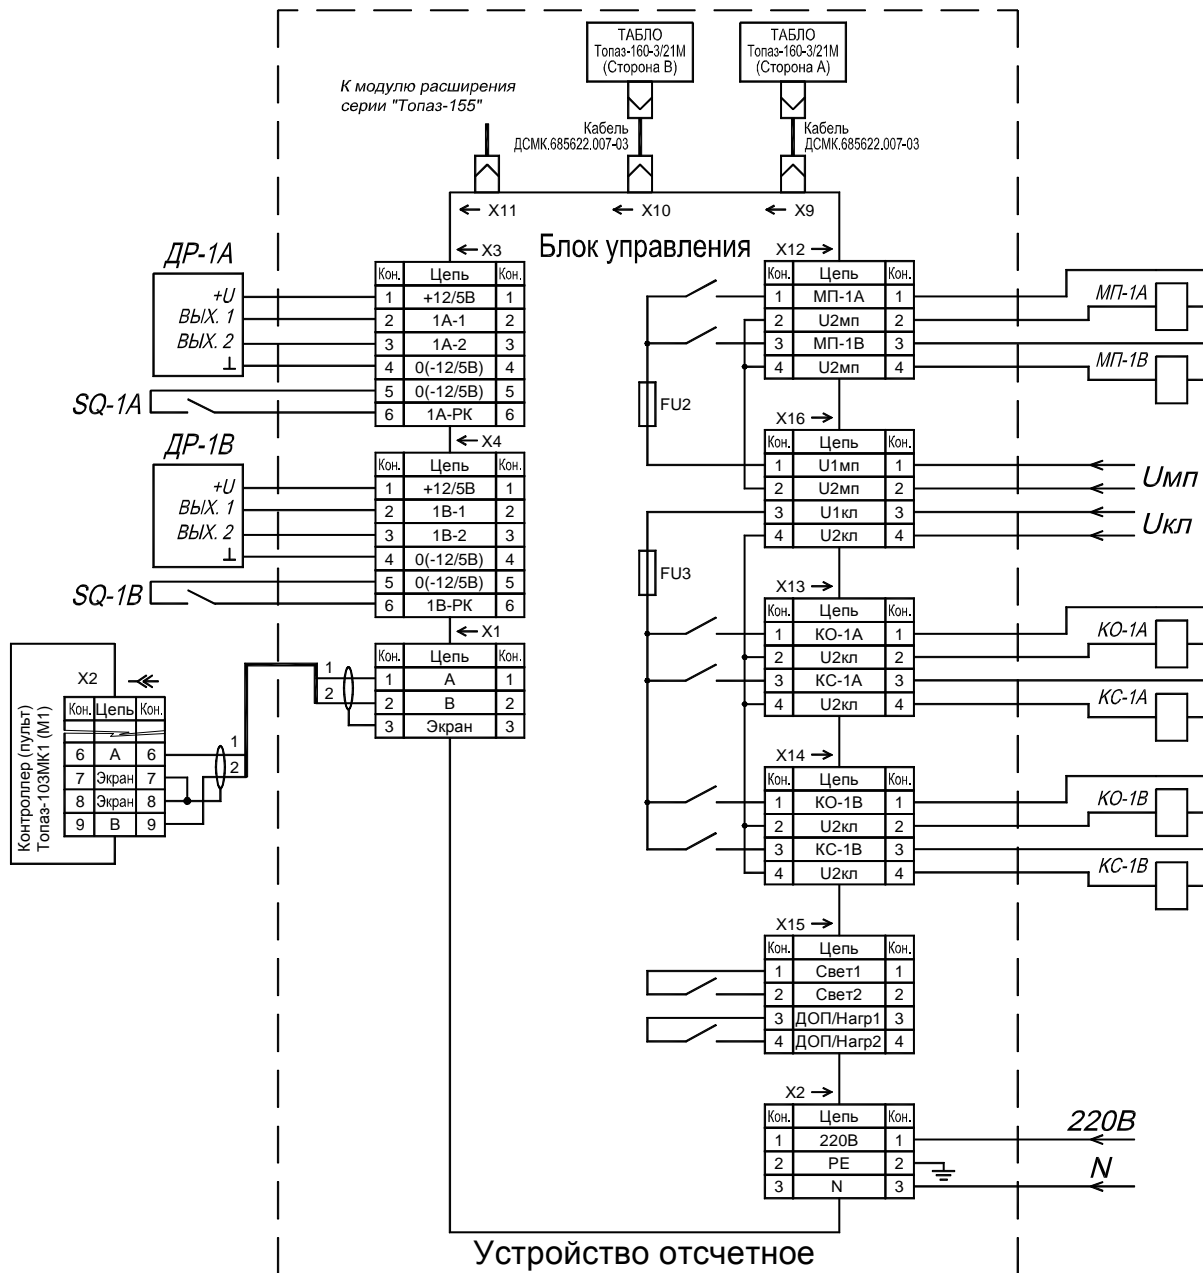 ТАБЛО
Топаз-160-3/21М
(Сторона В)
ТАБЛО
Топаз-160-3/21М
(Сторона А)
К модулю расширения
серии "Топаз-155"
Кабель
ДСМК.685622.007-03
Кабель
ДСМК.685622.007-03
X11
X10
X9
Блок управления
ДР-1А
+U
ВЫХ. 1
ВЫХ. 2
⊥
SQ-1A
X3
Кон. Цепь Кон.
1 +12/5В 1
2 1А-1 2
3 1А-2 3
4 0(-12/5В) 4
5 0(-12/5В) 5
6 1А-РК 6
ДР-1В
+U
ВЫХ. 1
ВЫХ. 2
⊥
SQ-1B
X4
Кон. Цепь Кон.
1 +12/5В 1
2 1В-1 2
3 1В-2 3
4 0(-12/5В) 4
5 0(-12/5В) 5
6 1В-РК 6
X1
Кон. Цепь Кон.
1 А 1
2 В 2
3 Экран 3
1
2
Контроллер (пульт)
Топаз-103МК1 (М1)
X2
Кон. Цепь Кон.
6 А 6
7 Экран 7
8 Экран 8
9 В 9
1
2
X12
Кон. Цепь Кон.
1 МП-1А 1
2 U2мп 2
3 МП-1В 3
4 U2мп 4
МП-1А
МП-1В
FU2
X16
Кон. Цепь Кон.
1 U1мп 1
2 U2мп 2
3 U1кл 3
4 U2кл 4
Uмп
Uкл
FU3
X13
Кон. Цепь Кон.
1 КО-1А 1
2 U2кл 2
3 КС-1А 3
4 U2кл 4
КО-1А
КС-1А
X14
Кон. Цепь Кон.
1 КО-1В 1
2 U2кл 2
3 КС-1В 3
4 U2кл 4
КО-1В
КС-1В
X15
Кон. Цепь Кон.
1 Свет1 1
2 Свет2 2
3 ДОП/Нагр1 3
4 ДОП/Нагр2 4
X2
Кон. Цепь Кон.
1 220В 1
2 PE 2
3 N 3
220В
N
Устройство отсчетное